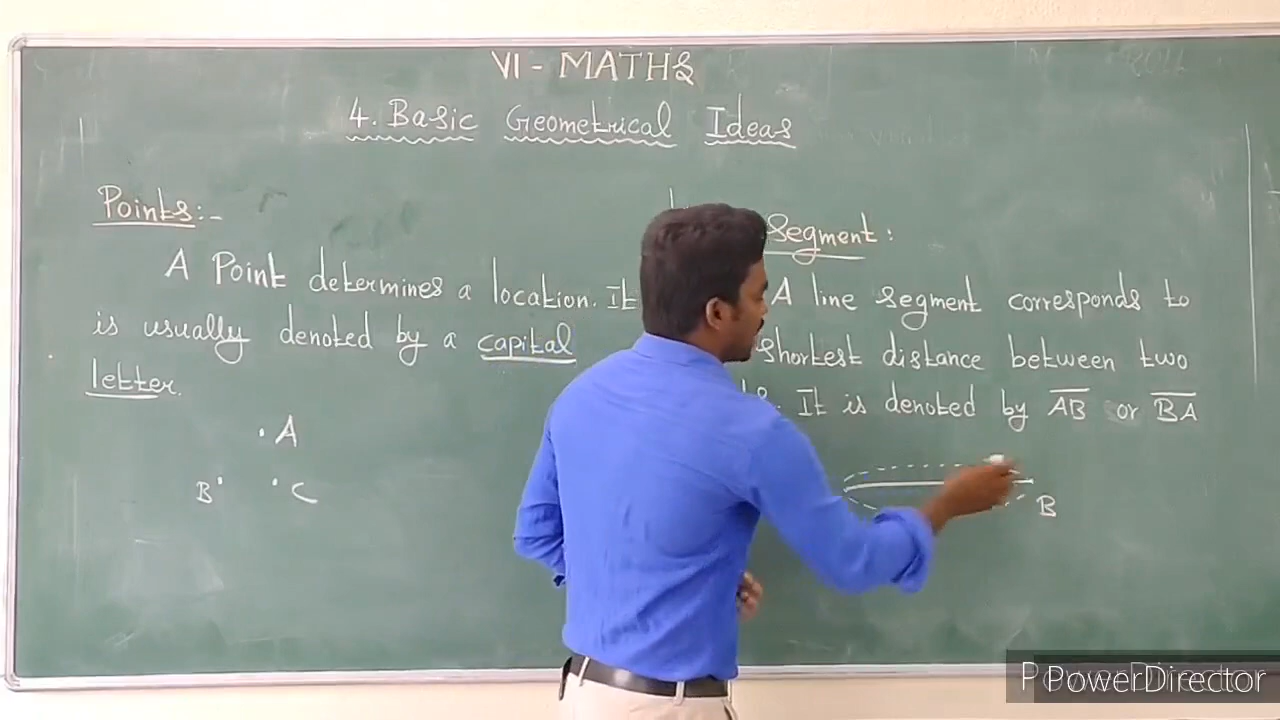 VI - MATHS
4. Basic Geometrical Ideas
Points:-
A Point determines a location. It
is usually denoted by a capital
letter.
A
B
C
Segment:
A line segment corresponds to
shortest distance between two
It is denoted by AB or BA
B
PowerDirector